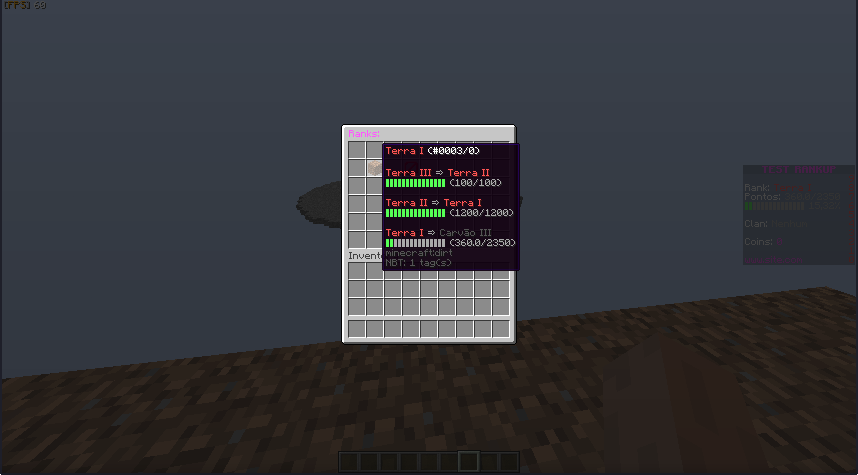 [FPS] 60
Ranks:
Terra I (#0003/0)
Terra III ⇨ Terra II
(100/100)
Terra II ⇨ Terra I
(1200/1200)
Terra I ⇨ Carvão III
(360.0/2350)
minecraft:dirt
NBT: 1 tag(s)
Invent
Rank: Terra I
Pontos:
Clan:
Coins: